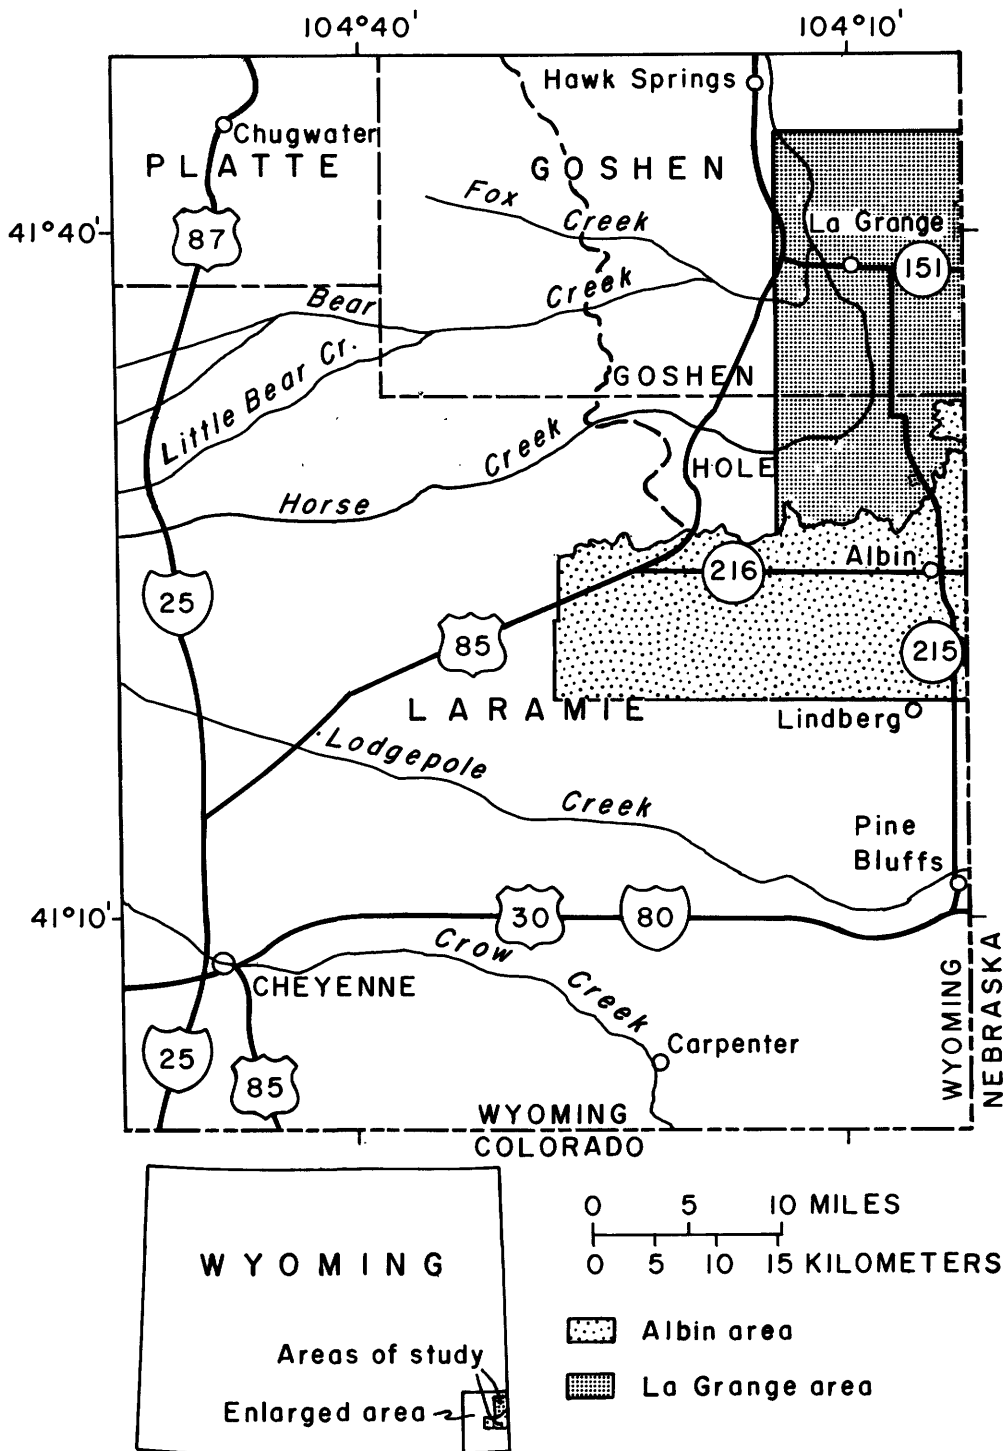 104°40'
104°10'
Hawk Springs
Chugwater
PLATTE
GOSHEN
Fox
Creek
La Grange
41°40'
87
151
Bear
Creek
Little Bear Cr.
GOSHEN
Creek
HOLE
Horse
216
Albin
25
85
215
LARAMIE
Lindberg
Lodgepole
Creek
Pine
Bluffs
41°10'
30
80
Crow
CHEYENNE
Creek
WYOMING
NEBRASKA
25
Carpenter
85
WYOMING
COLORADO
0 5 10 MILES
0 5 10 15 KILOMETERS
WYOMING
Albin area
Areas of study
La Grange area
Enlarged area